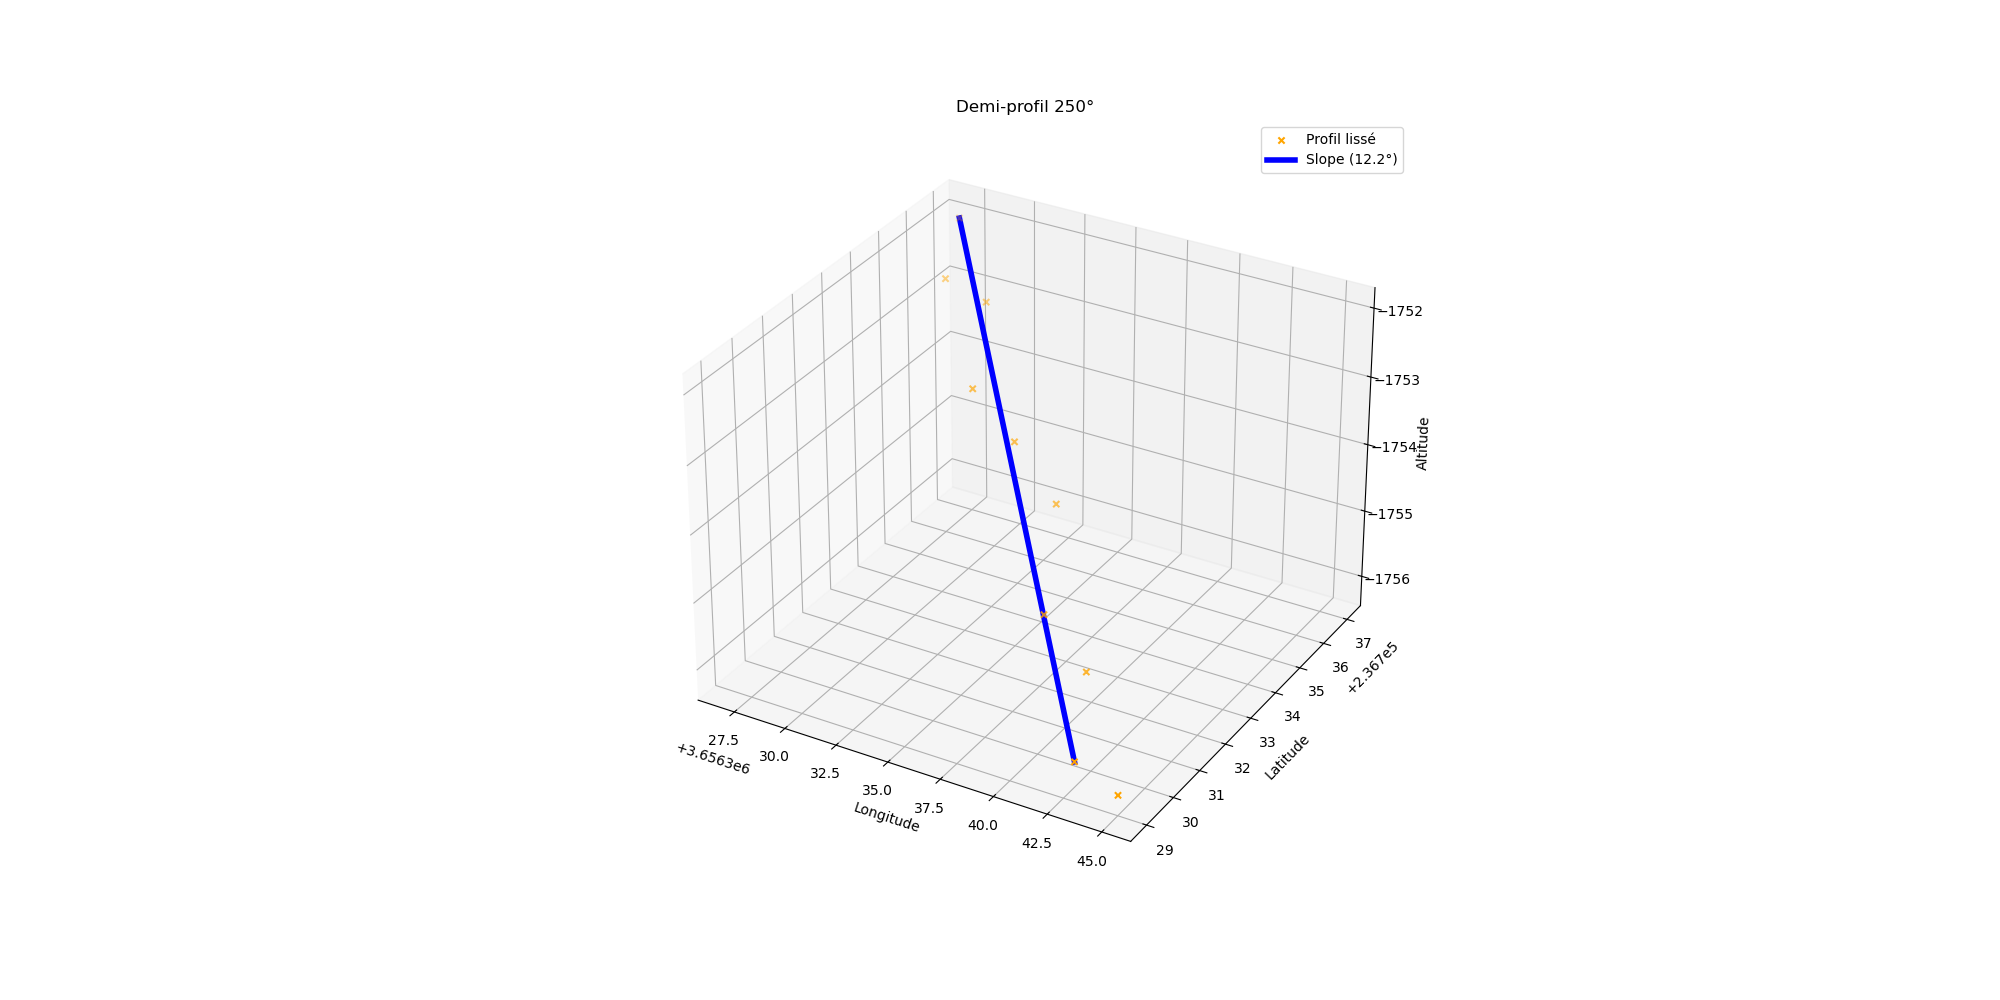 Demi-profil 250°
Profil lissé
Slope (12.2°)
−1752
−1753
−1754
−1755
−1756
Altitude
37
36
35
34
33
32
31
30
29
+2.367e5
Latitude
27.5
30.0
32.5
35.0
37.5
40.0
42.5
45.0
+3.6563e6
Longitude